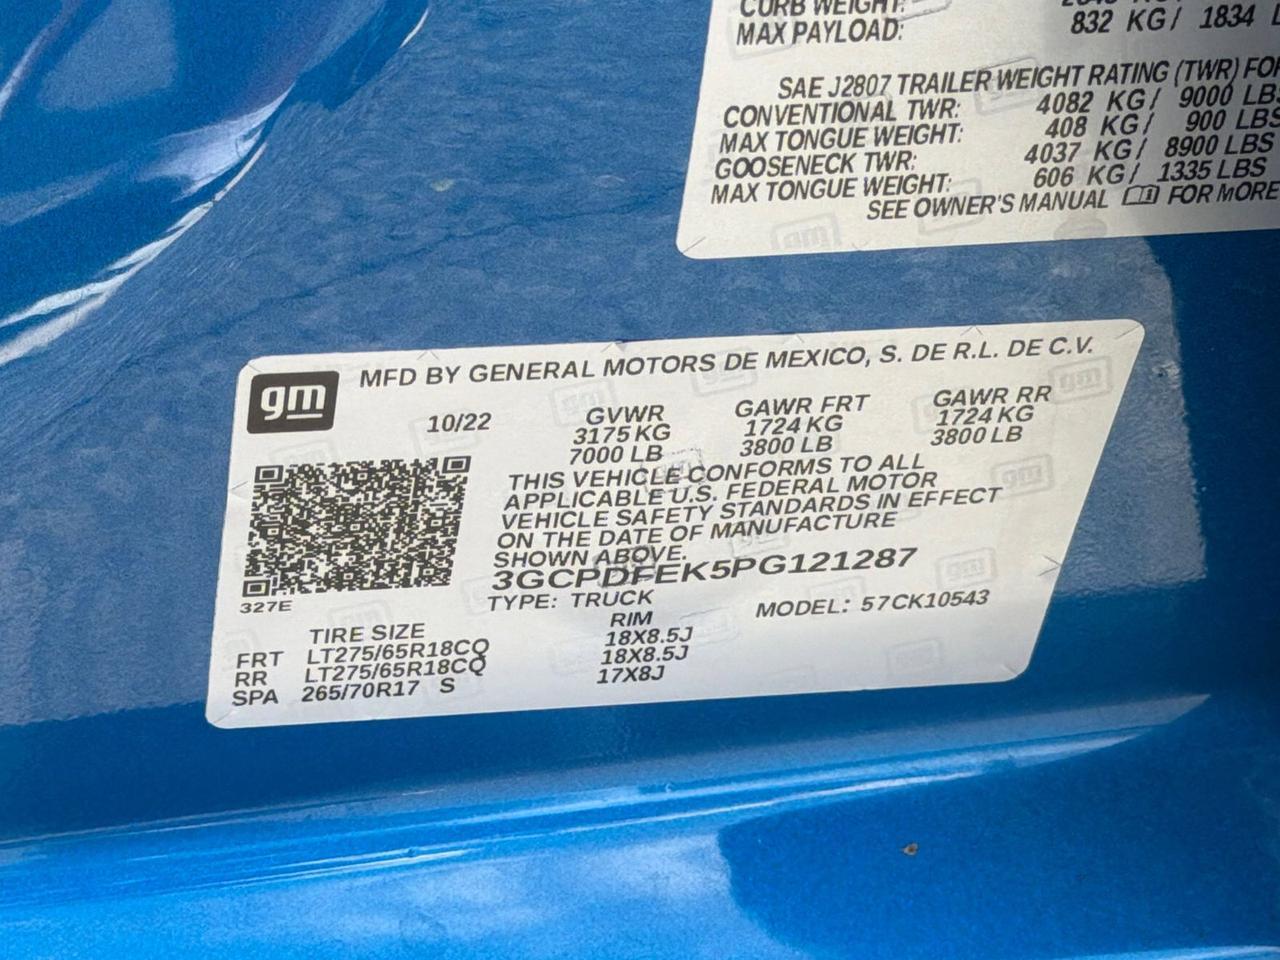 CURB WEIGHT:
MAX PAYLOAD: 832 KG/ 1834
SAE J2807 TRAILER WEIGHT RATING (TWR) FOR
CONVENTIONAL TWR: 4082 KG/ 9000 LBS
MAX TONGUE WEIGHT: 408 KG/ 900 LBS
GOOSENECK TWR: 4037 KG/ 8900 LBS
MAX TONGUE WEIGHT: 606 KG/ 1335 LBS
SEE OWNER'S MANUAL FOR MORE
gm
MFD BY GENERAL MOTORS DE MEXICO, S. DE R.L. DE C.V.
10/22 GVWR GAWR FRT GAWR RR
3175 KG 1724 KG 1724 KG
7000 LB 3800 LB 3800 LB
THIS VEHICLE CONFORMS TO ALL
APPLICABLE U.S. FEDERAL MOTOR
VEHICLE SAFETY STANDARDS IN EFFECT
ON THE DATE OF MANUFACTURE
SHOWN ABOVE.
3GCPDFEK5PG121287
327E
TYPE: TRUCK MODEL: 57CK10543
TIRE SIZE RIM
FRT LT275/65R18CQ 18X8.5J
RR LT275/65R18CQ 18X8.5J
SPA 265/70R17 S 17X8J